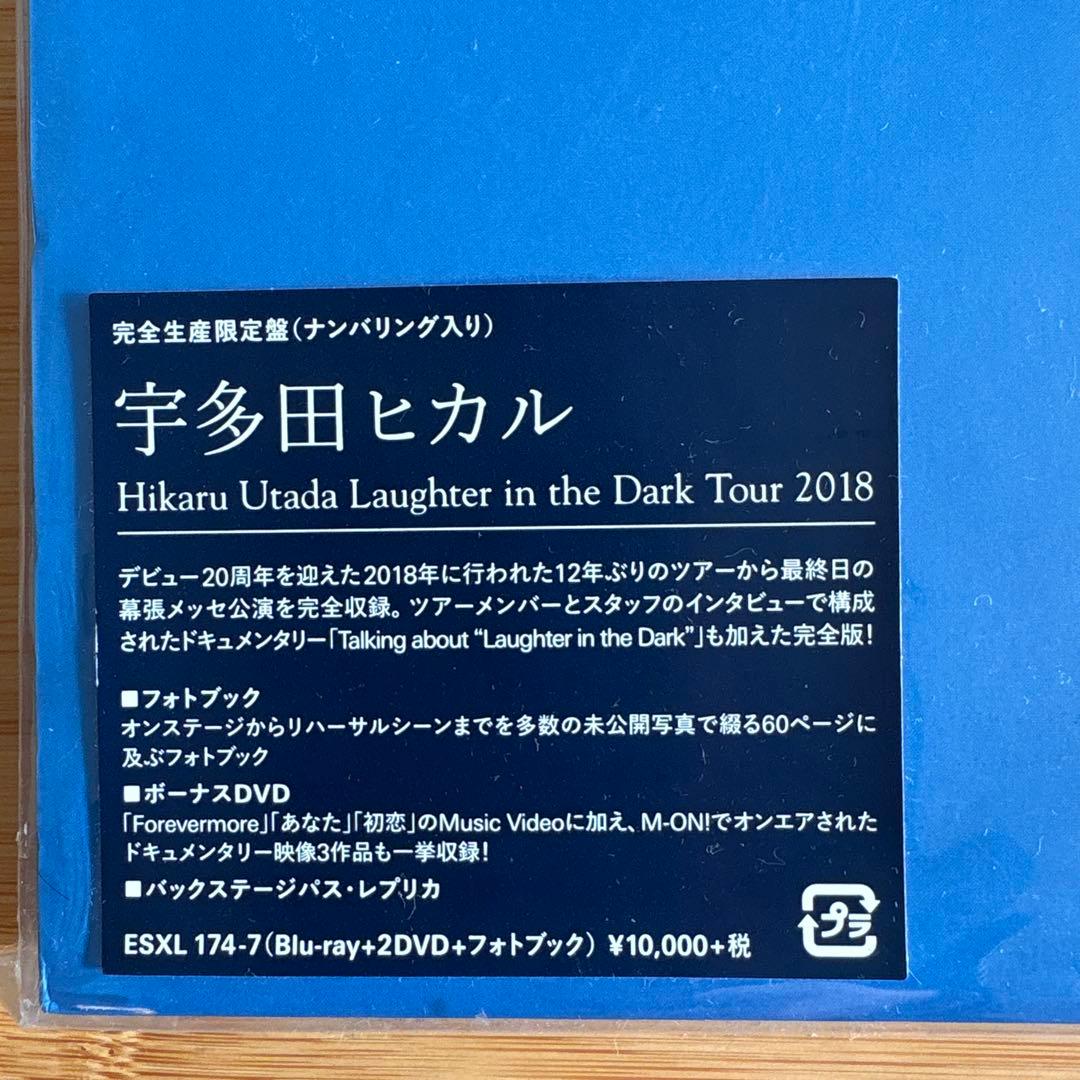 完全生産限定盤(ナンバリング入り)
宇多田ヒカル
Hikaru Utada Laughter in the Dark Tour 2018
デビュー20周年を迎えた2018年に行われた12年ぶりのツアーから最終日の
幕張メッセ公演を完全収録。ツアーメンバーとスタッフのインタビューで構成
されたドキュメンタリー「Talking about “Laughter in the Dark”」も加えた完全版!
■フォトブック
オンステージからリハーサルシーンまでを多数の未公開写真で綴る60ページに
及ぶフォトブック
■ボーナスDVD
「Forevermore」「あなた」「初恋」のMusic Videoに加え、M-ON!でオンエアされた
ドキュメンタリー映像3作品も一挙収録!
■バックステージパス・レプリカ
ESXL 174-7(Blu-ray+2DVD+フォトブック) ¥10,000+税
プラ